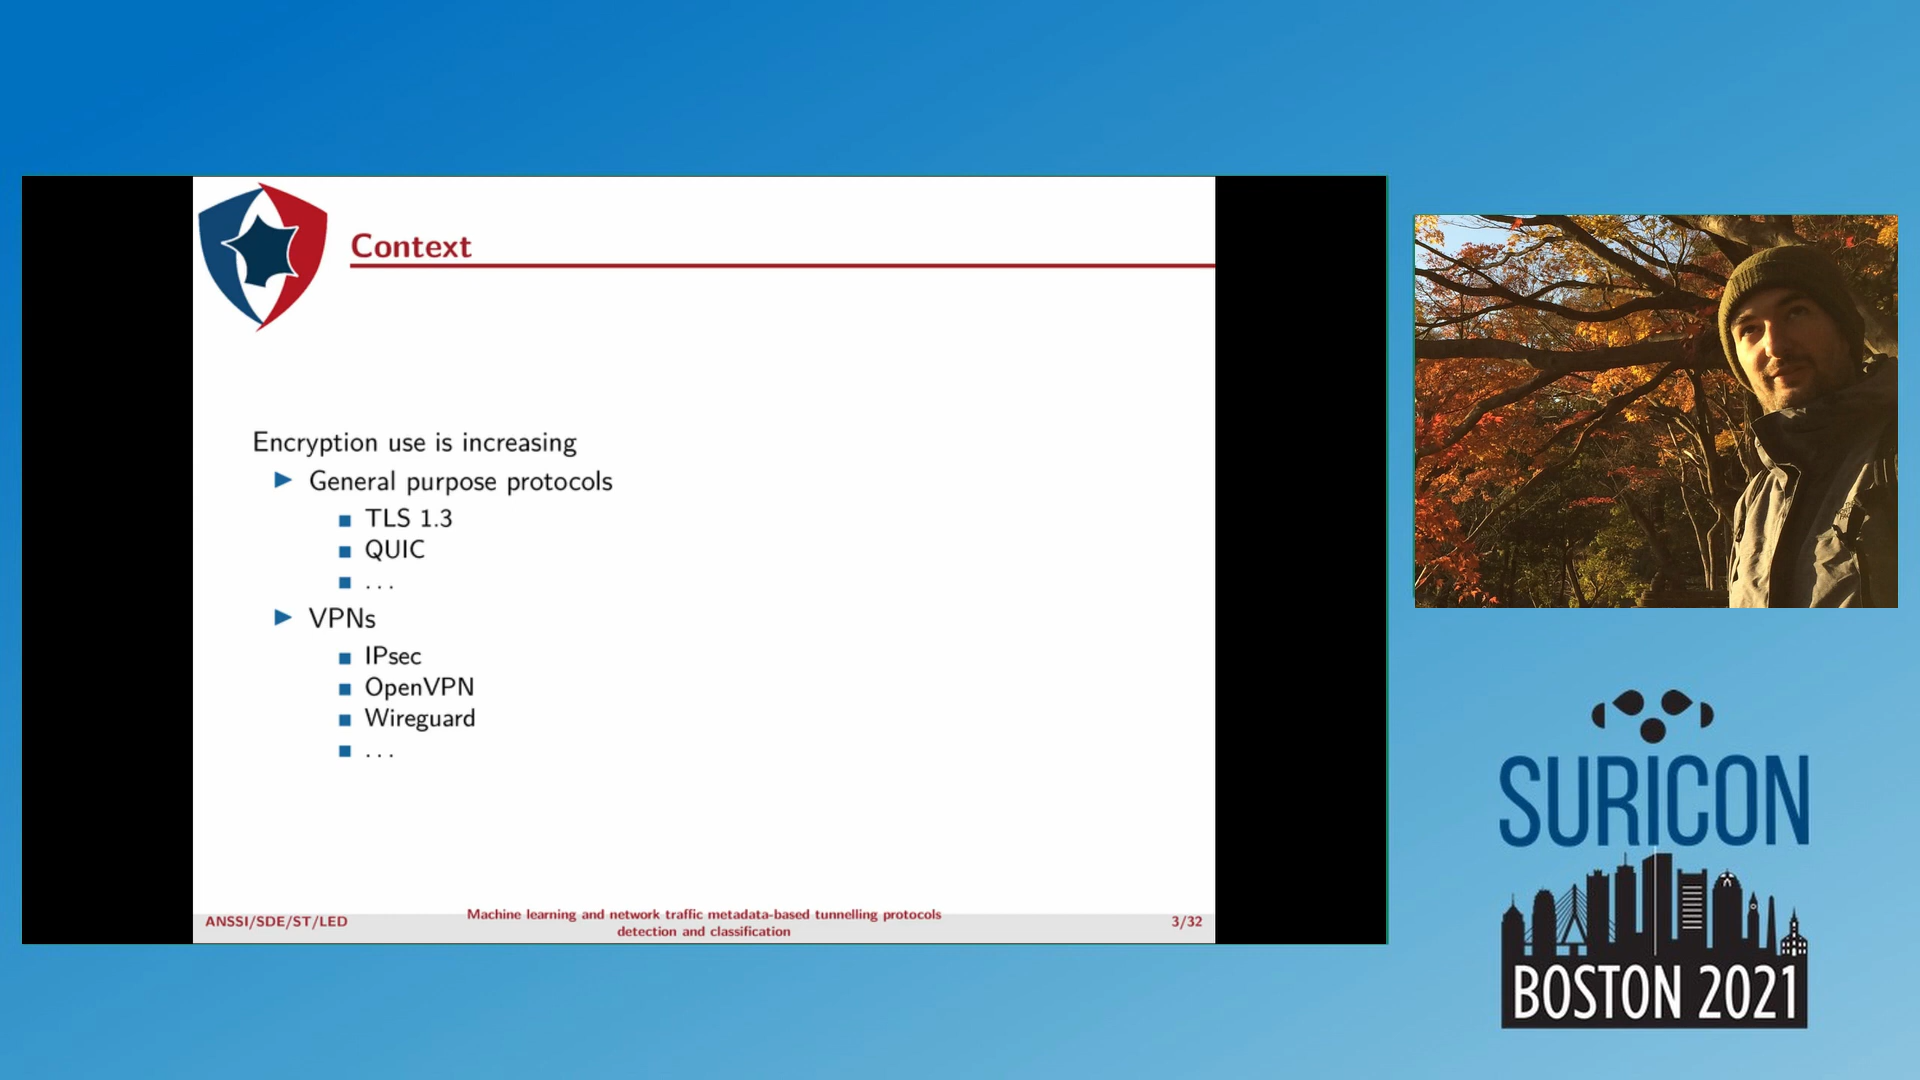 Context
Encryption use is increasing
General purpose protocols
TLS 1.3
QUIC
...
VPNs
IPsec
OpenVPN
Wireguard
...
ANSSI/SDE/ST/LED
Machine learning and network traffic metadata-based tunnelling protocols
detection and classification
3/32
SURICON
BOSTON 2021